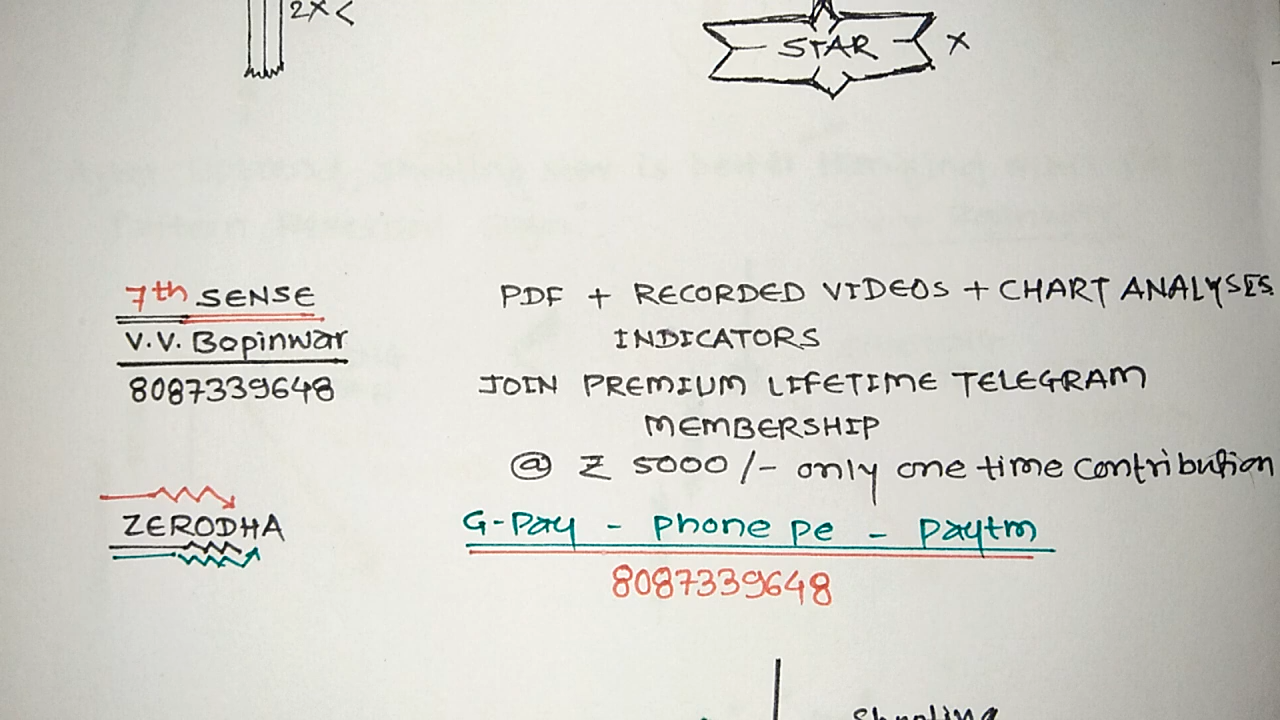 2X <
STAR X
7th SENSE
V.V. Bopinwar
8087339648
PDF + RECORDED VIDEOS + CHART ANALYSES
INDICATORS
JOIN PREMIUM LIFETIME TELEGRAM
MEMBERSHIP
@ ₹ 5000/- only one time contribution
ZERODHA
G-Pay - Phone pe - Paytm
8087339648
Shooting